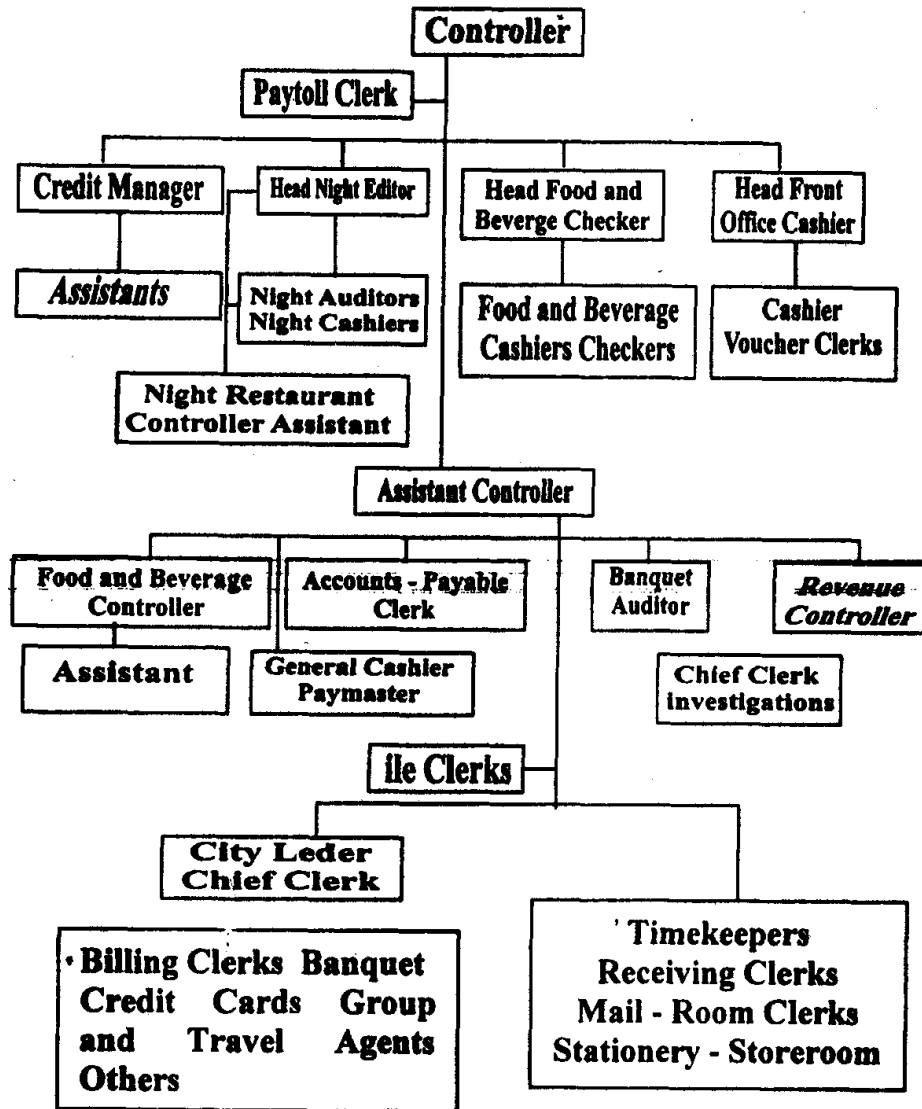 Controller
Paytoll Clerk
Credit Manager
Head Night Editor
Head Food and
Beverge Checker
Head Front
Office Cashier
Assistants
Night Auditors
Night Cashiers
Food and Beverage
Cashiers Checkers
Cashier
Voucher Clerks
Night Restaurant
Controller Assistant
Assistant Controller
Food and Beverage
Controller
Accounts - Payable
Clerk
Banquet
Auditor
Revenue
Controller
Assistant
General Cashier
Paymaster
Chief Clerk
investigations
ile Clerks
City Leder
Chief Clerk
Billing Clerks Banquet
Credit Cards Group
and Travel Agents
Others
Timekeepers
Receiving Clerks
Mail - Room Clerks
Stationery - Storeroom